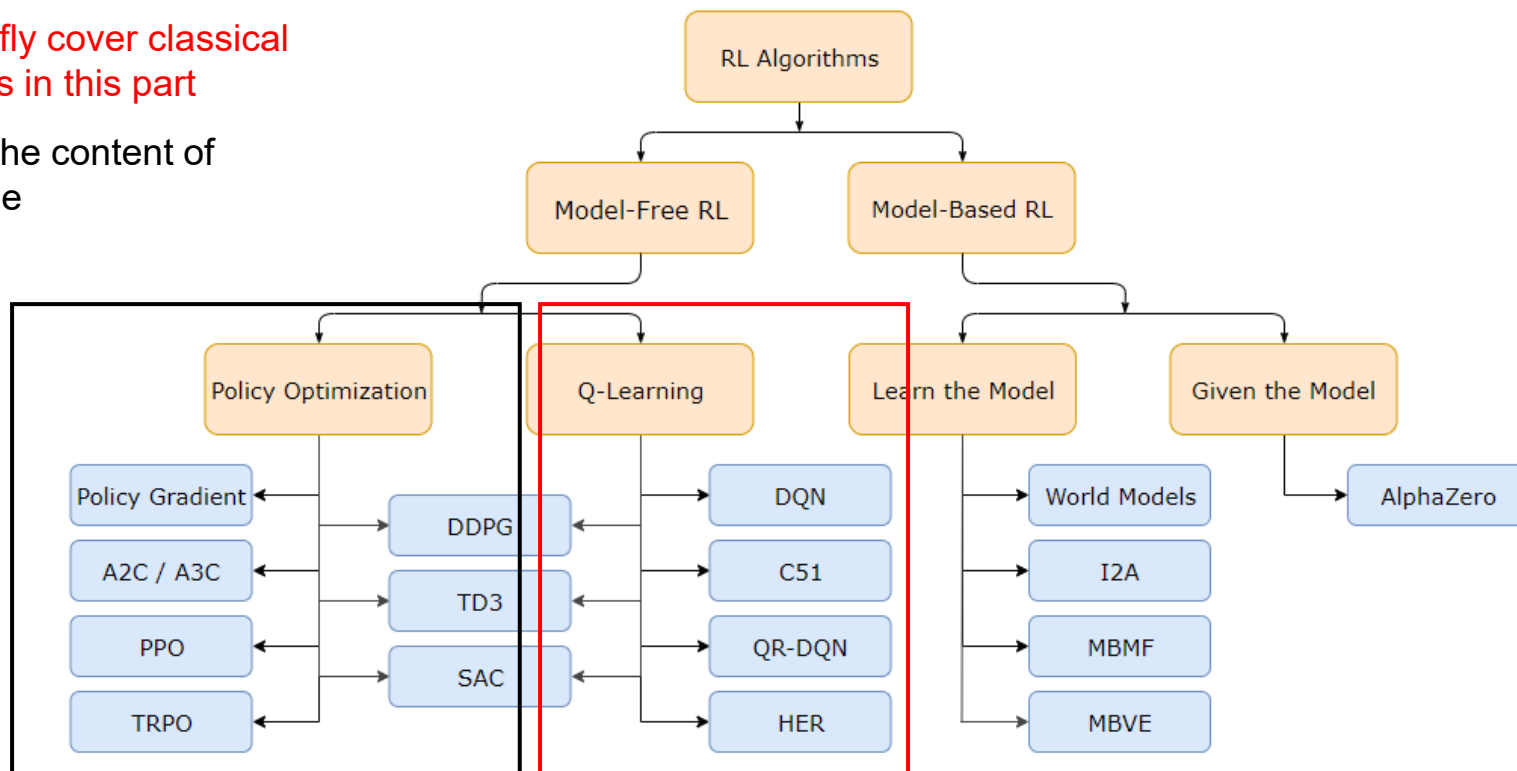 fly cover classical
s in this part
he content of
e
RL Algorithms
Model-Free RL
Model-Based RL
Policy Optimization
Q-Learning
Learn the Model
Given the Model
Policy Gradient
A2C / A3C
PPO
TRPO
DDPG
TD3
SAC
DQN
C51
QR-DQN
HER
World Models
I2A
MBMF
MBVE
AlphaZero